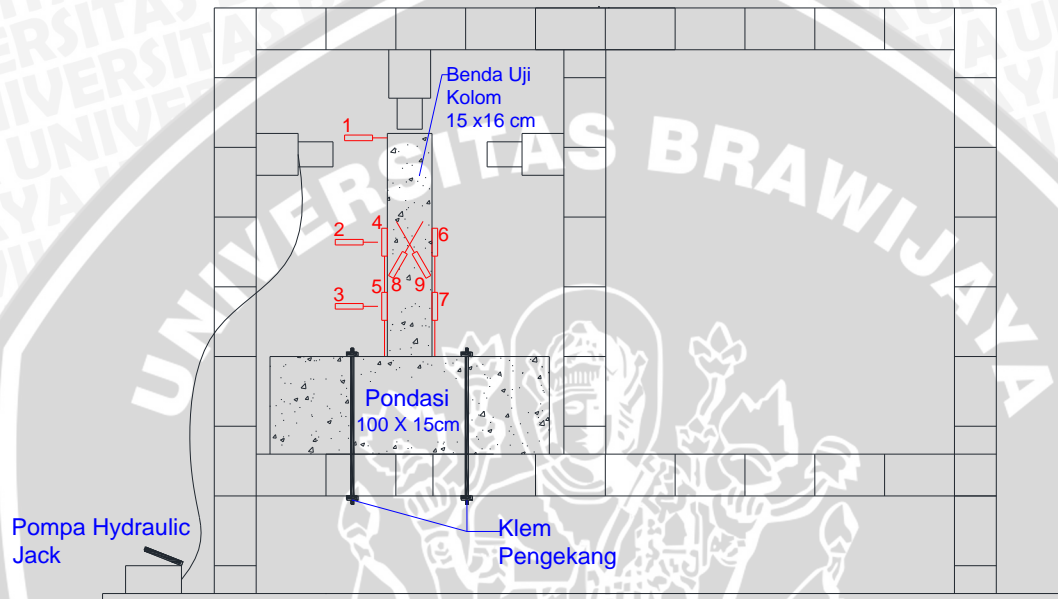 Benda Uji
Kolom
15 x16 cm
1
2
3
4
5
6
7
8
9
Pondasi
100 X 15cm
Pompa Hydraulic
Jack
Klem
Pengekang
UNIVERSITAS BRAWIJAYA